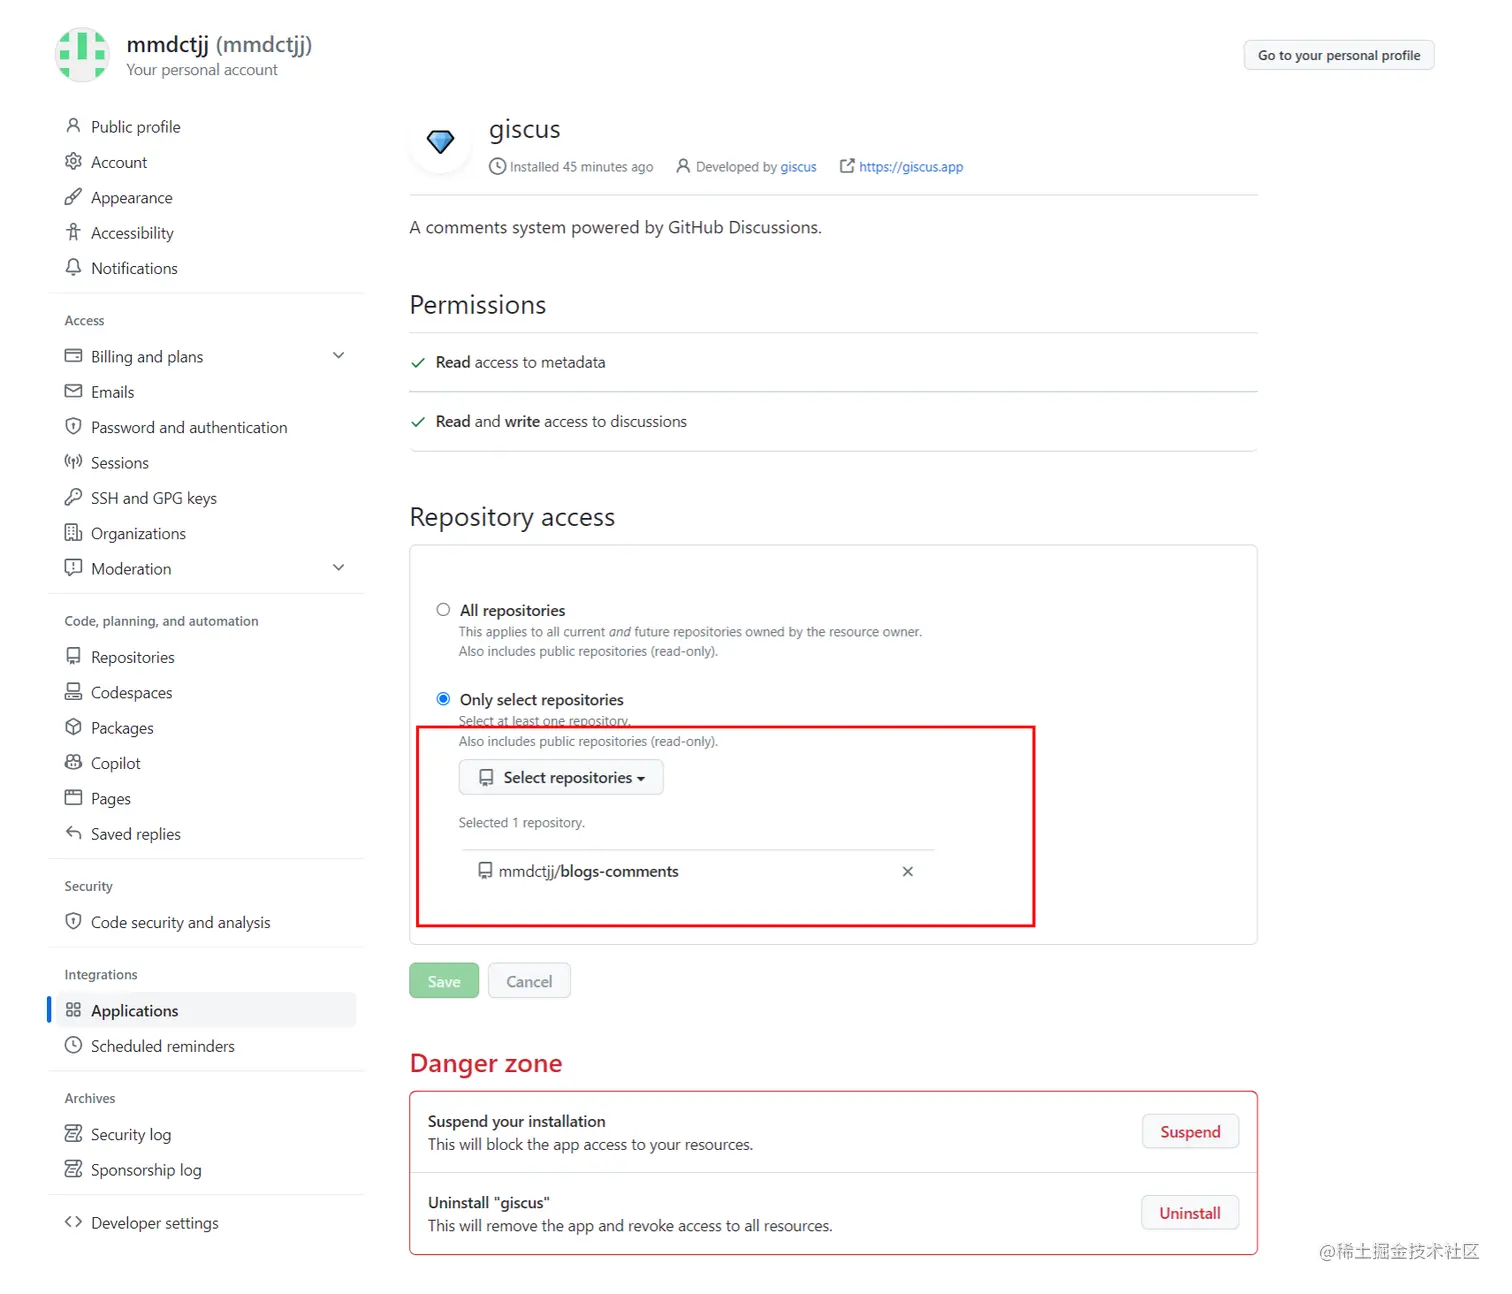 mmdctjj (mmdctjj)
Your personal account
Go to your personal profile
Public profile
Account
Appearance
Accessibility
Notifications
Access
Billing and plans
Emails
Password and authentication
Sessions
SSH and GPG keys
Organizations
Moderation
Code, planning, and automation
Repositories
Codespaces
Packages
Copilot
Pages
Saved replies
Security
Code security and analysis
Integrations
Applications
Scheduled reminders
Archives
Security log
Sponsorship log
Developer settings
giscus
Installed 45 minutes ago
Developed by giscus
https://giscus.app
A comments system powered by GitHub Discussions.
Permissions
Read access to metadata
Read and write access to discussions
Repository access
All repositories
This applies to all current and future repositories owned by the resource owner.
Also includes public repositories (read-only).
Only select repositories
Select at least one repository.
Also includes public repositories (read-only).
Select repositories
Selected 1 repository.
mmdctjj/blogs-comments
Save
Cancel
Danger zone
Suspend your installation
This will block the app access to your resources.
Suspend
Uninstall "giscus"
This will remove the app and revoke access to all resources.
Uninstall
@稀土掘金技术社区